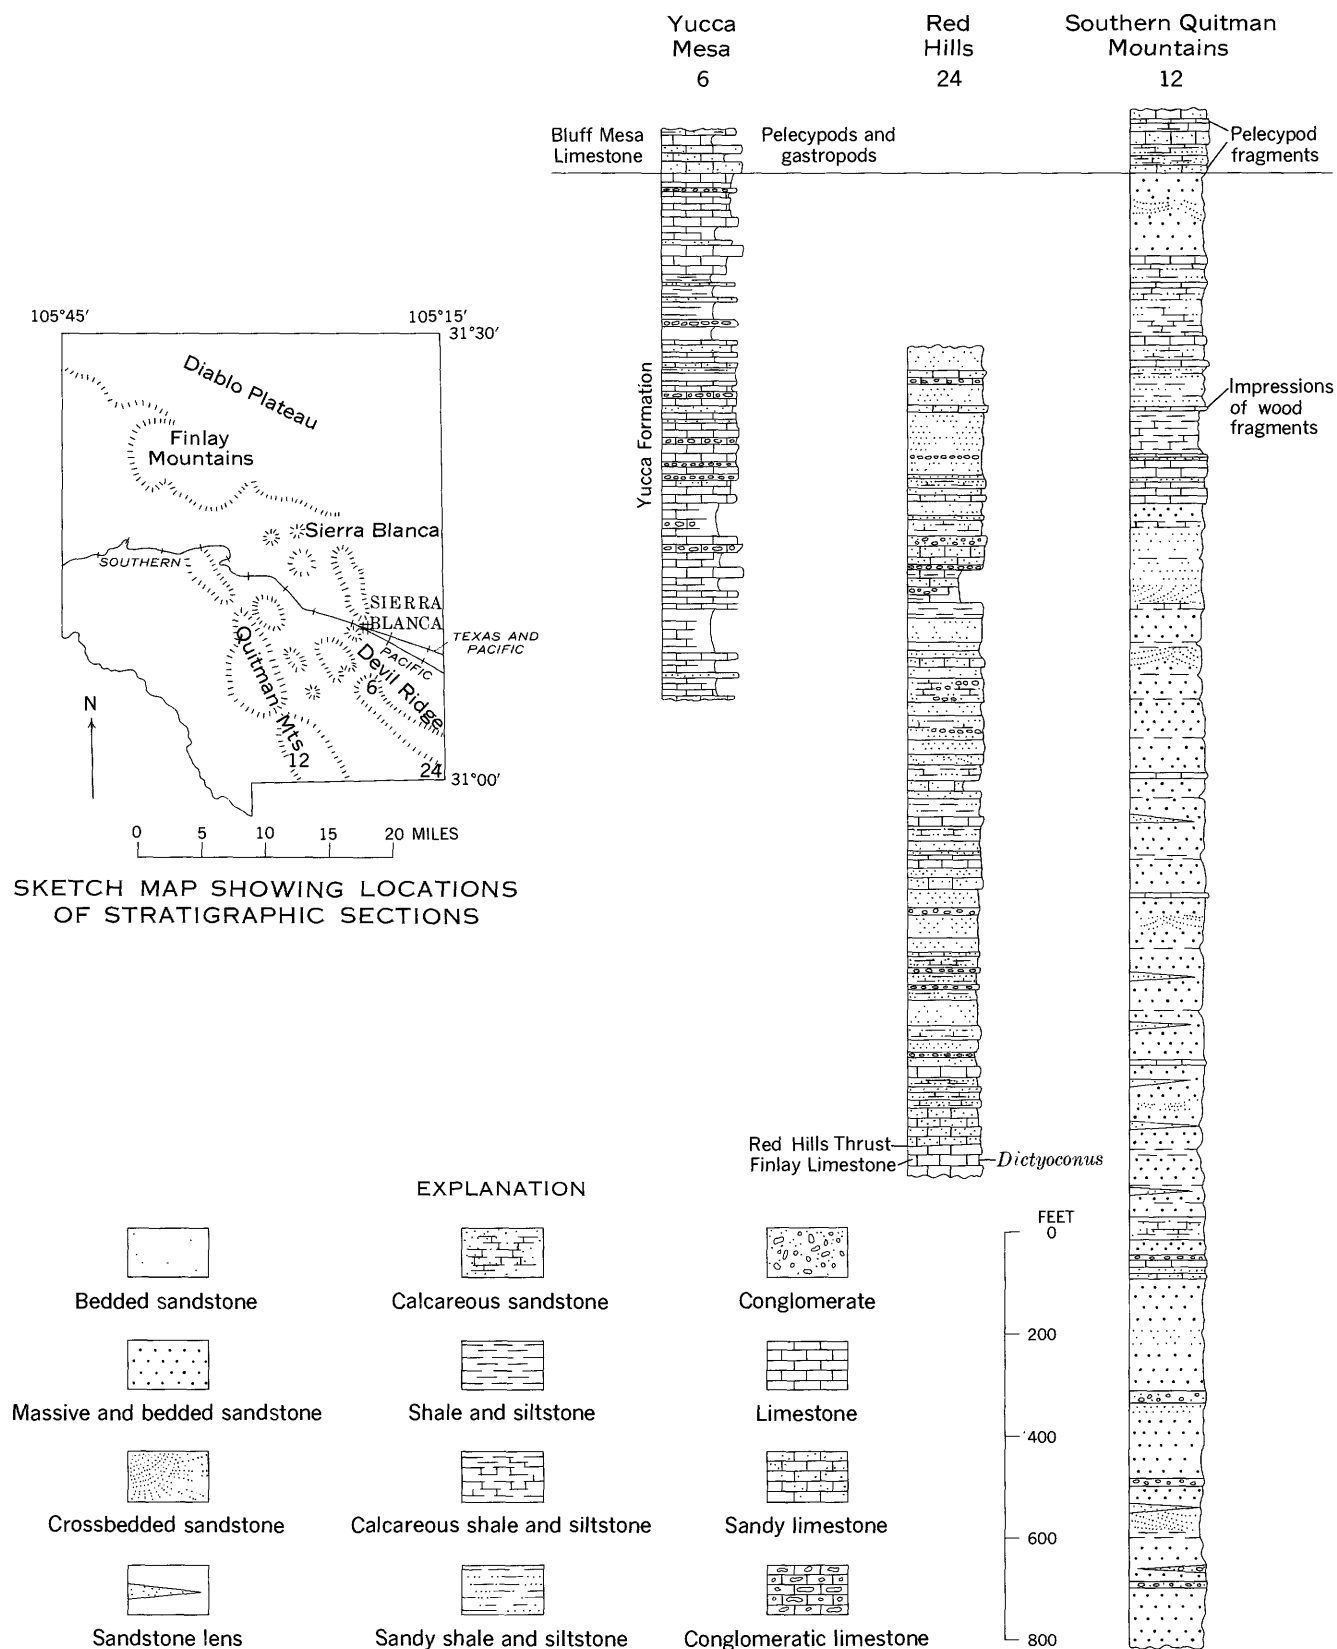 Yucca
Mesa
6
Red
Hills
24
Southern Quitman
Mountains
12
Bluff Mesa
Limestone
Pelecypods and
gastropods
Pelecypod
fragments
Yucca Formation
Impressions
of wood
fragments
Red Hills Thrust
Finlay Limestone
Dictyoconus
105°45'
105°15'
31°30'
Diablo Plateau
Finlay
Mountains
Sierra Blanca
SOUTHERN
SIERRA
BLANCA
TEXAS AND
PACIFIC
PACIFIC
Quitman Mts
Devil Ridge
6
12
24
31°00'
N
0 5 10 15 20 MILES
SKETCH MAP SHOWING LOCATIONS
OF STRATIGRAPHIC SECTIONS
EXPLANATION
Bedded sandstone
Calcareous sandstone
Conglomerate
Massive and bedded sandstone
Shale and siltstone
Limestone
Crossbedded sandstone
Calcareous shale and siltstone
Sandy limestone
Sandstone lens
Sandy shale and siltstone
Conglomeratic limestone
FEET
0
200
400
600
800